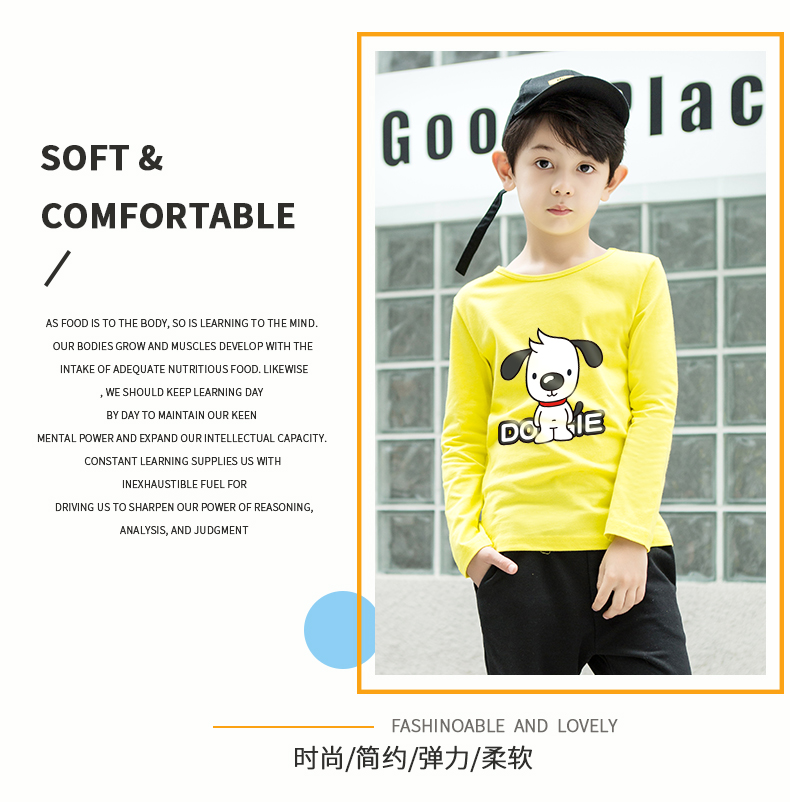 SOFT &
COMFORTABLE
AS FOOD IS TO THE BODY, SO IS LEARNING TO THE MIND.
OUR BODIES GROW AND MUSCLES DEVELOP WITH THE
INTAKE OF ADEQUATE NUTRITIOUS FOOD. LIKEWISE
, WE SHOULD KEEP LEARNING DAY
BY DAY TO MAINTAIN OUR KEEN
MENTAL POWER AND EXPAND OUR INTELLECTUAL CAPACITY.
CONSTANT LEARNING SUPPLIES US WITH
INEXHAUSTIBLE FUEL FOR
DRIVING US TO SHARPEN OUR POWER OF REASONING,
ANALYSIS, AND JUDGMENT
Good Plac
DOGGIE
FASHINOABLE AND LOVELY
时尚/简约/弹力/柔软